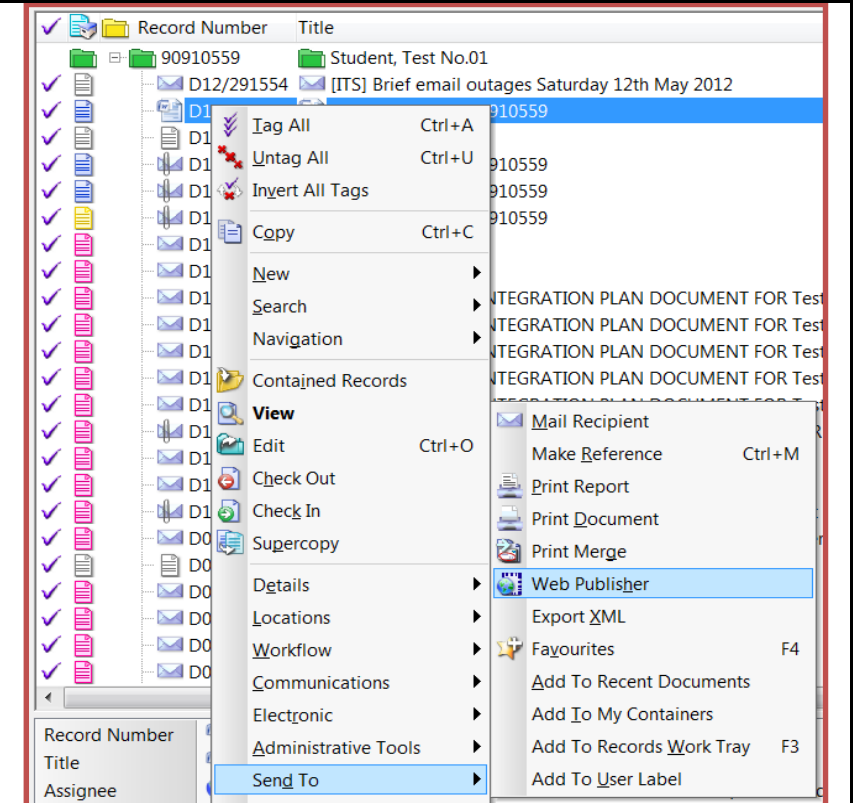 Record Number Title
90910559 Student, Test No.01
D12/291554 [ITS] Brief email outages Saturday 12th May 2012
D1 910559
D1
D1 910559
D1 910559
D1 910559
D1
D1
D1 NTEGRATION PLAN DOCUMENT FOR Test
D1 NTEGRATION PLAN DOCUMENT FOR Test
D1 NTEGRATION PLAN DOCUMENT FOR Test
D1 NTEGRATION PLAN DOCUMENT FOR Test
D1
D1
D1
D1
D1
D0
D0
D0
D0
D0
D0
Tag All Ctrl+A
Untag All Ctrl+U
Invert All Tags
Copy Ctrl+C
New
Search
Navigation
Contained Records
View
Edit Ctrl+O
Check Out
Check In
Supercopy
Details
Locations
Workflow
Communications
Electronic
Administrative Tools
Send To
Mail Recipient
Make Reference Ctrl+M
Print Report
Print Document
Print Merge
Web Publisher
Export XML
Favourites F4
Add To Recent Documents
Add To My Containers
Add To Records Work Tray F3
Add To User Label
Record Number
Title
Assignee